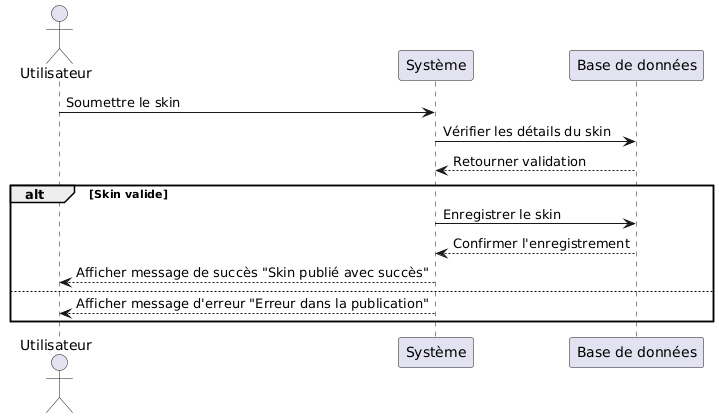 Utilisateur
Système
Base de données
Soumettre le skin
Vérifier les détails du skin
Retourner validation
alt
[Skin valide]
Enregistrer le skin
Confirmer l'enregistrement
Afficher message de succès "Skin publié avec succès"
Afficher message d'erreur "Erreur dans la publication"
Utilisateur
Système
Base de données